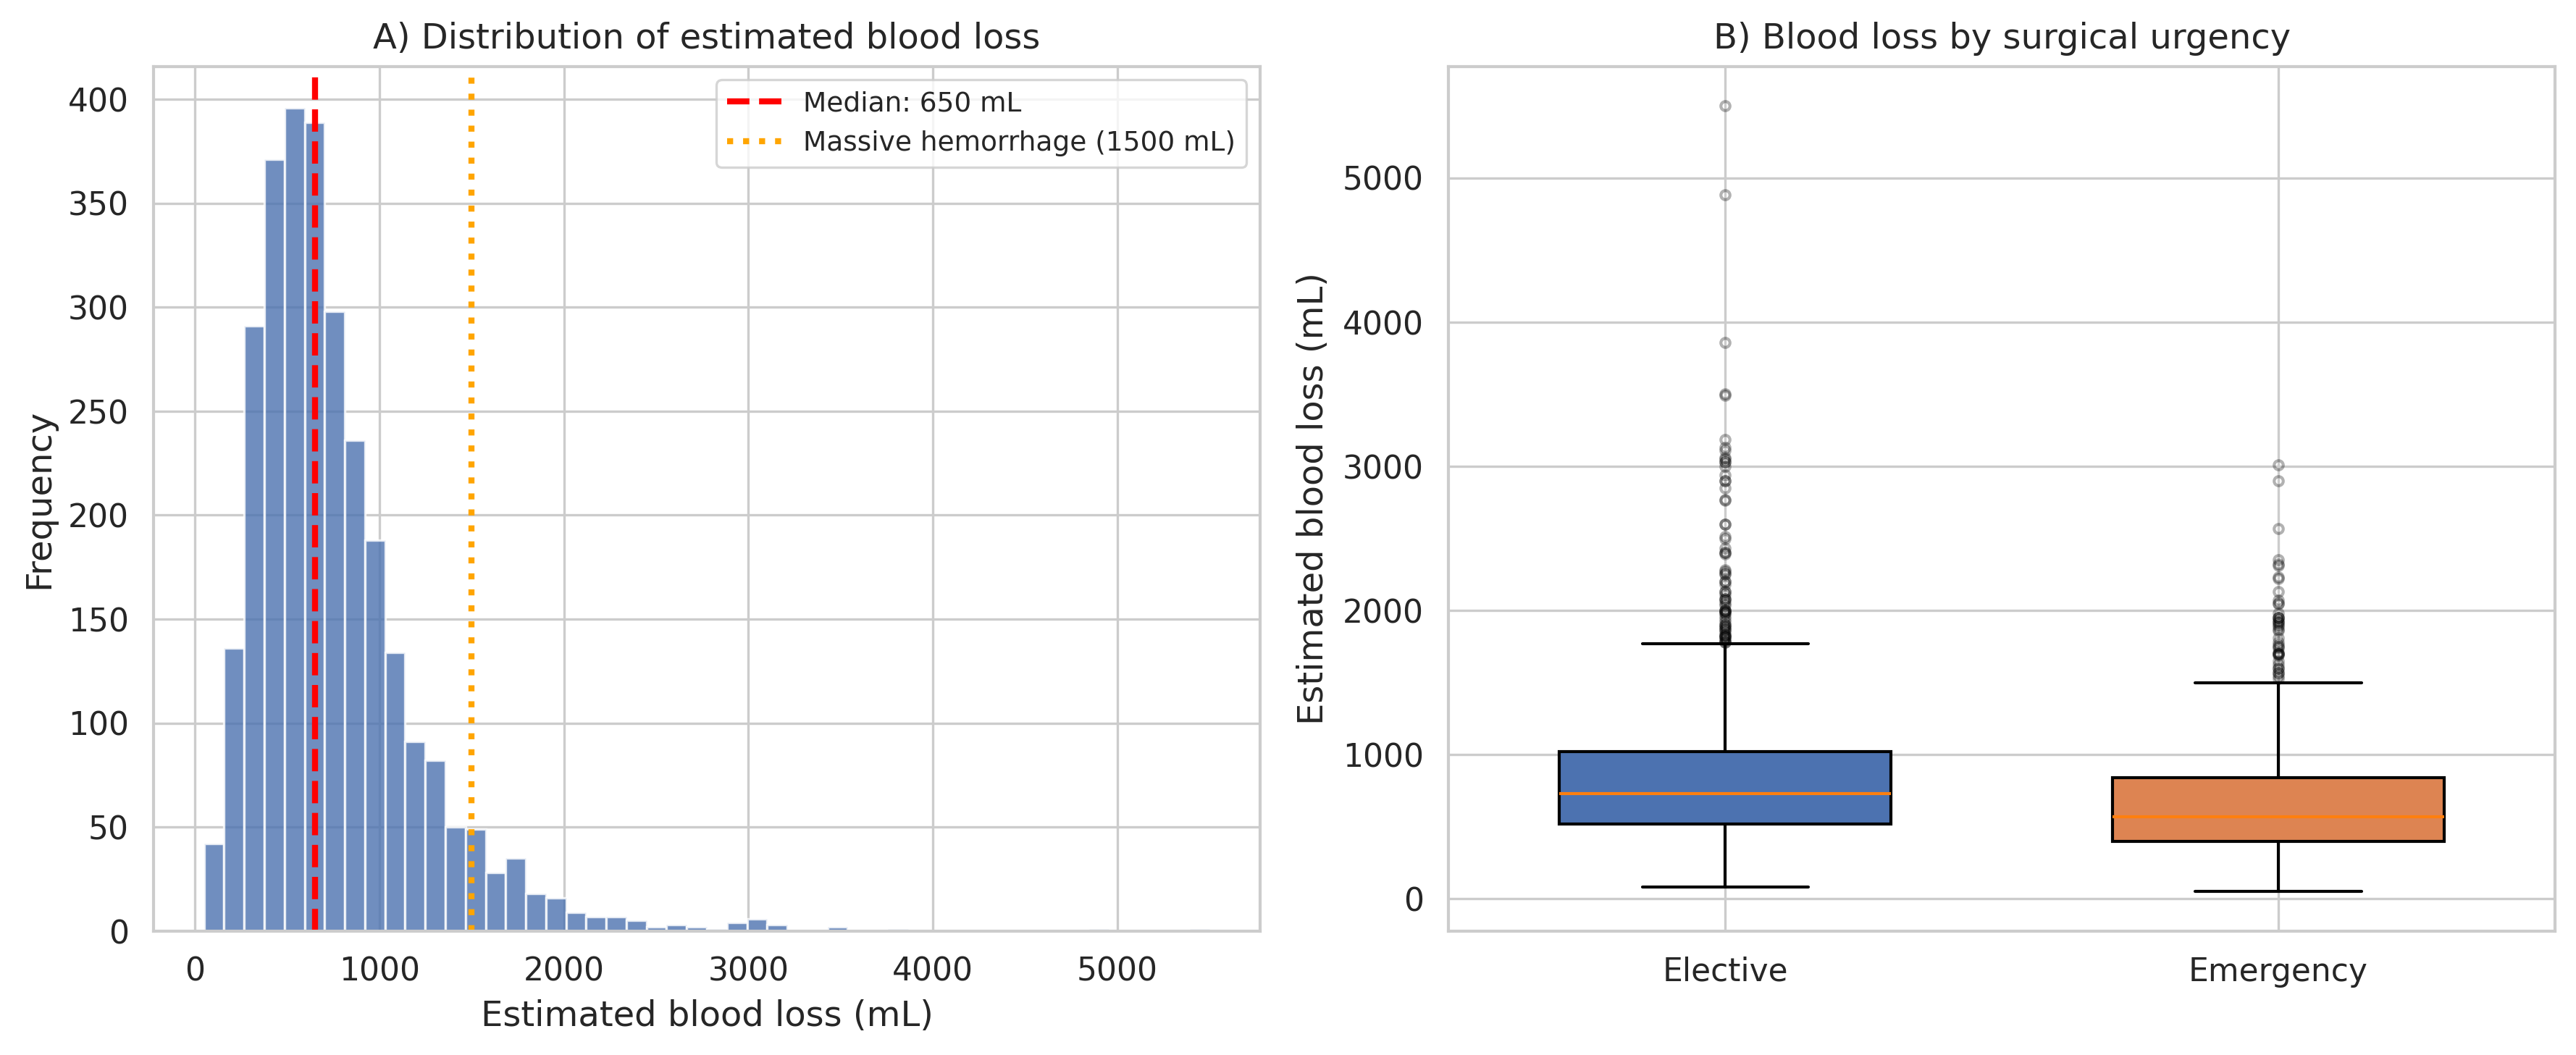 A) Distribution of estimated blood loss
Median: 650 mL
Massive hemorrhage (1500 mL)
Frequency
400
350
300
250
200
150
100
50
0
0 1000 2000 3000 4000 5000
Estimated blood loss (mL)
B) Blood loss by surgical urgency
Estimated blood loss (mL)
5000
4000
3000
2000
1000
0
Elective Emergency